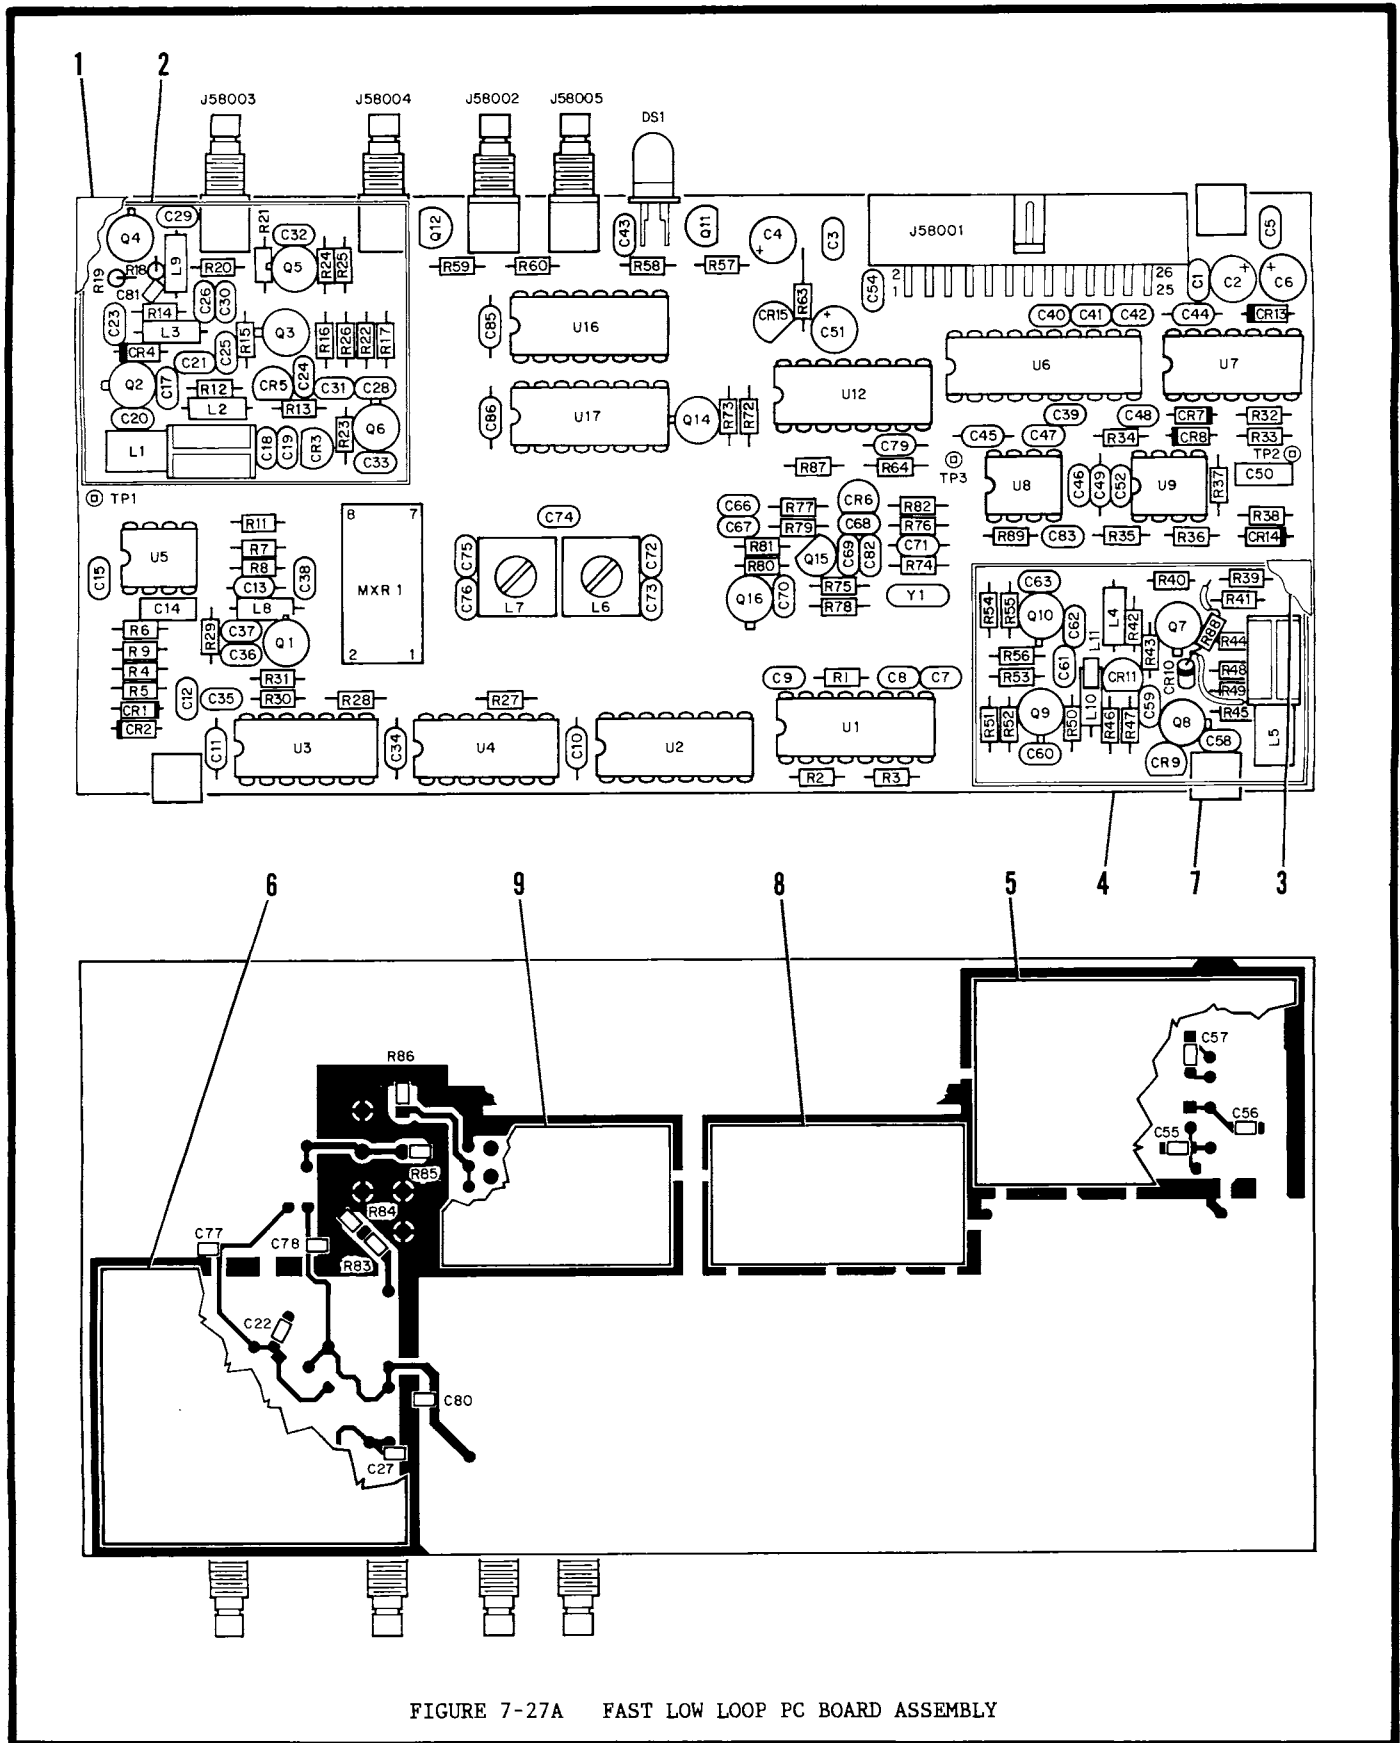 1 2
J58003 J58004 J58002 J58005 DS1
Q4 C29 R21 C32 Q12 C43 Q11 C4 + C3 J58001 C5
R19 R18 L9 R20 Q5 R24 R25 R59 R60 R58 R57 C54 2 1 26 25 C1 C2 + C6 +
C81 C26 C30 R63
C23 R14 L3 R15 Q3 R16 R26 R22 R17 C85 U16 CR15 + C51 C40 C41 C42 C44 CR13
CR4 C21 C25 U6 U7
Q2 C17 R12 CR5 C24 C31 C28 U12
C20 L2 R13 R23 Q6 C86 U17 Q14 R73 R72 C39 C48 CR7 R32
L1 C18 C19 CR3 C33 C79 C45 C47 R34 CR8 R33
R87 R64 TP3 TP2
TP1 U8 C46 C49 C52 U9 R37 C50
R11 8 7 C74 C66 R77 CR6 R82 R38
C67 R79 C68 R76
U5 R7 C75 C72 R81 Q15 C69 C82 C71 R89 C83 R35 R36 CR14
C15 R8 C38 MXR 1 R80 R74
C13 C76 L7 L6 C73 Q16 C70 R75 Y1 C63 R40 R39
C14 L8 R78 R54 R55 Q10 C62 L4 R42 Q7 R88 R41
R6 R29 C37 Q1 L11 R43 R44
R9 C36 2 1 R56 C61
R4 R31 C9 R1 C8 C7 R53 CR11 CR10 R48
R5 C12 C35 R30 R28 R27 L10 C59 R49
CR1 R51 R52 Q9 R50 R46 R47 Q8 R45
CR2 C11 U3 C34 U4 C10 U2 U1 C60 C58 L5
R2 R3 CR9
6 9 8 5 4 7 3
R86 C57
C56
C55
R85
R84
C77 C78
R83
C22
C80
C27
FIGURE 7-27A FAST LOW LOOP PC BOARD ASSEMBLY